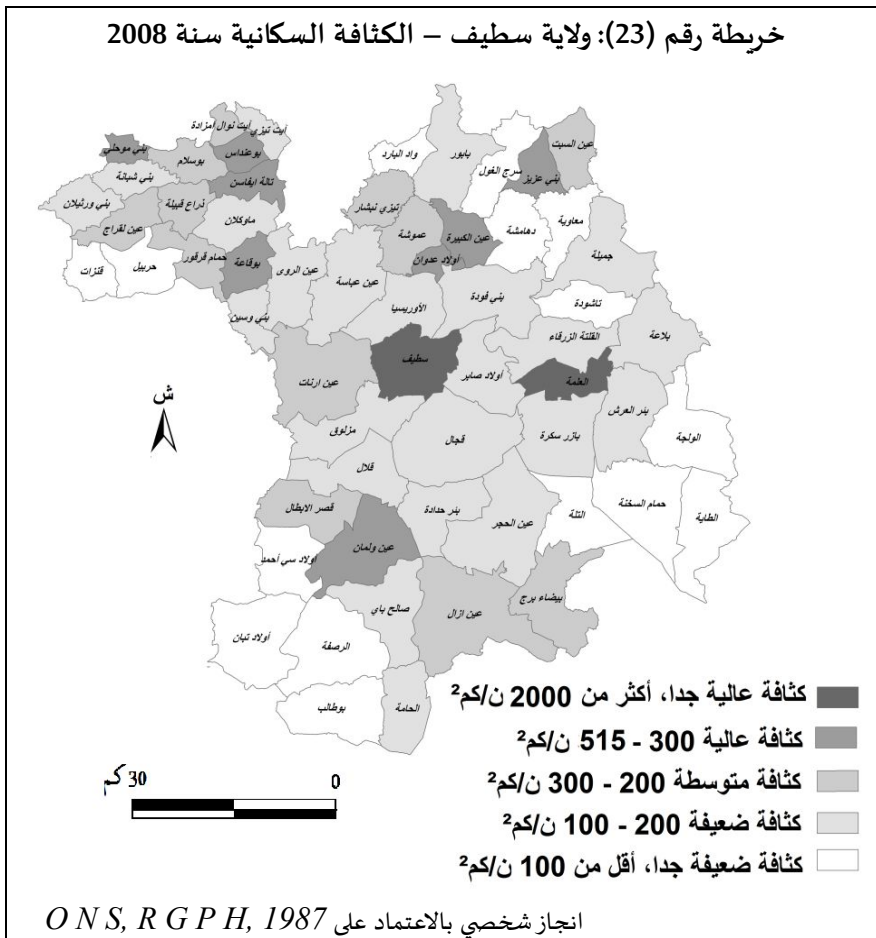 خريطة رقم (23): ولاية سطيف – الكثافة السكانية سنة 2008
أيت نوال امزادة
أيت تيزي
بني موحلي
بوسلام
بوعنداس
بني شبانة
تالة ايفاسن
بني ورثيلان
ذراع قبيلة
ماوكلان
عين لقراج
قنزات
حربيل
حمام قرقور
بوقاعة
بني وسين
عين الروى
عين عباسة
واد البارد
بابور
سرج الغول
بني عزيز
عين السبت
تيزي نبشار
عموشة
عين الكبيرة
أولاد عدوان
دهامشة
معاوية
جميلة
تاشودة
بني فودة
الأوريسيا
القلتة الزرقاء
بلاعة
سطيف
أولاد صابر
العلمة
عين ارنات
مزلوق
قجال
بازر سكرة
بئر العرش
الولجة
قلال
قصر الابطال
عين ولمان
بئر حدادة
عين الحجر
التلة
حمام السخنة
الطاية
أولاد سي أحمد
صالح باي
عين ازال
بيضاء برج
أولاد تبان
الرصفة
بوطالب
الحامة
ش
كثافة عالية جدا، أكثر من 2000 ن/كم²
كثافة عالية 300 - 515 ن/كم²
كثافة متوسطة 200 - 300 ن/كم²
كثافة ضعيفة 200 - 100 ن/كم²
كثافة ضعيفة جدا، أقل من 100 ن/كم²
0 30 كم
انجاز شخصي بالاعتماد على O N S, R G P H, 1987